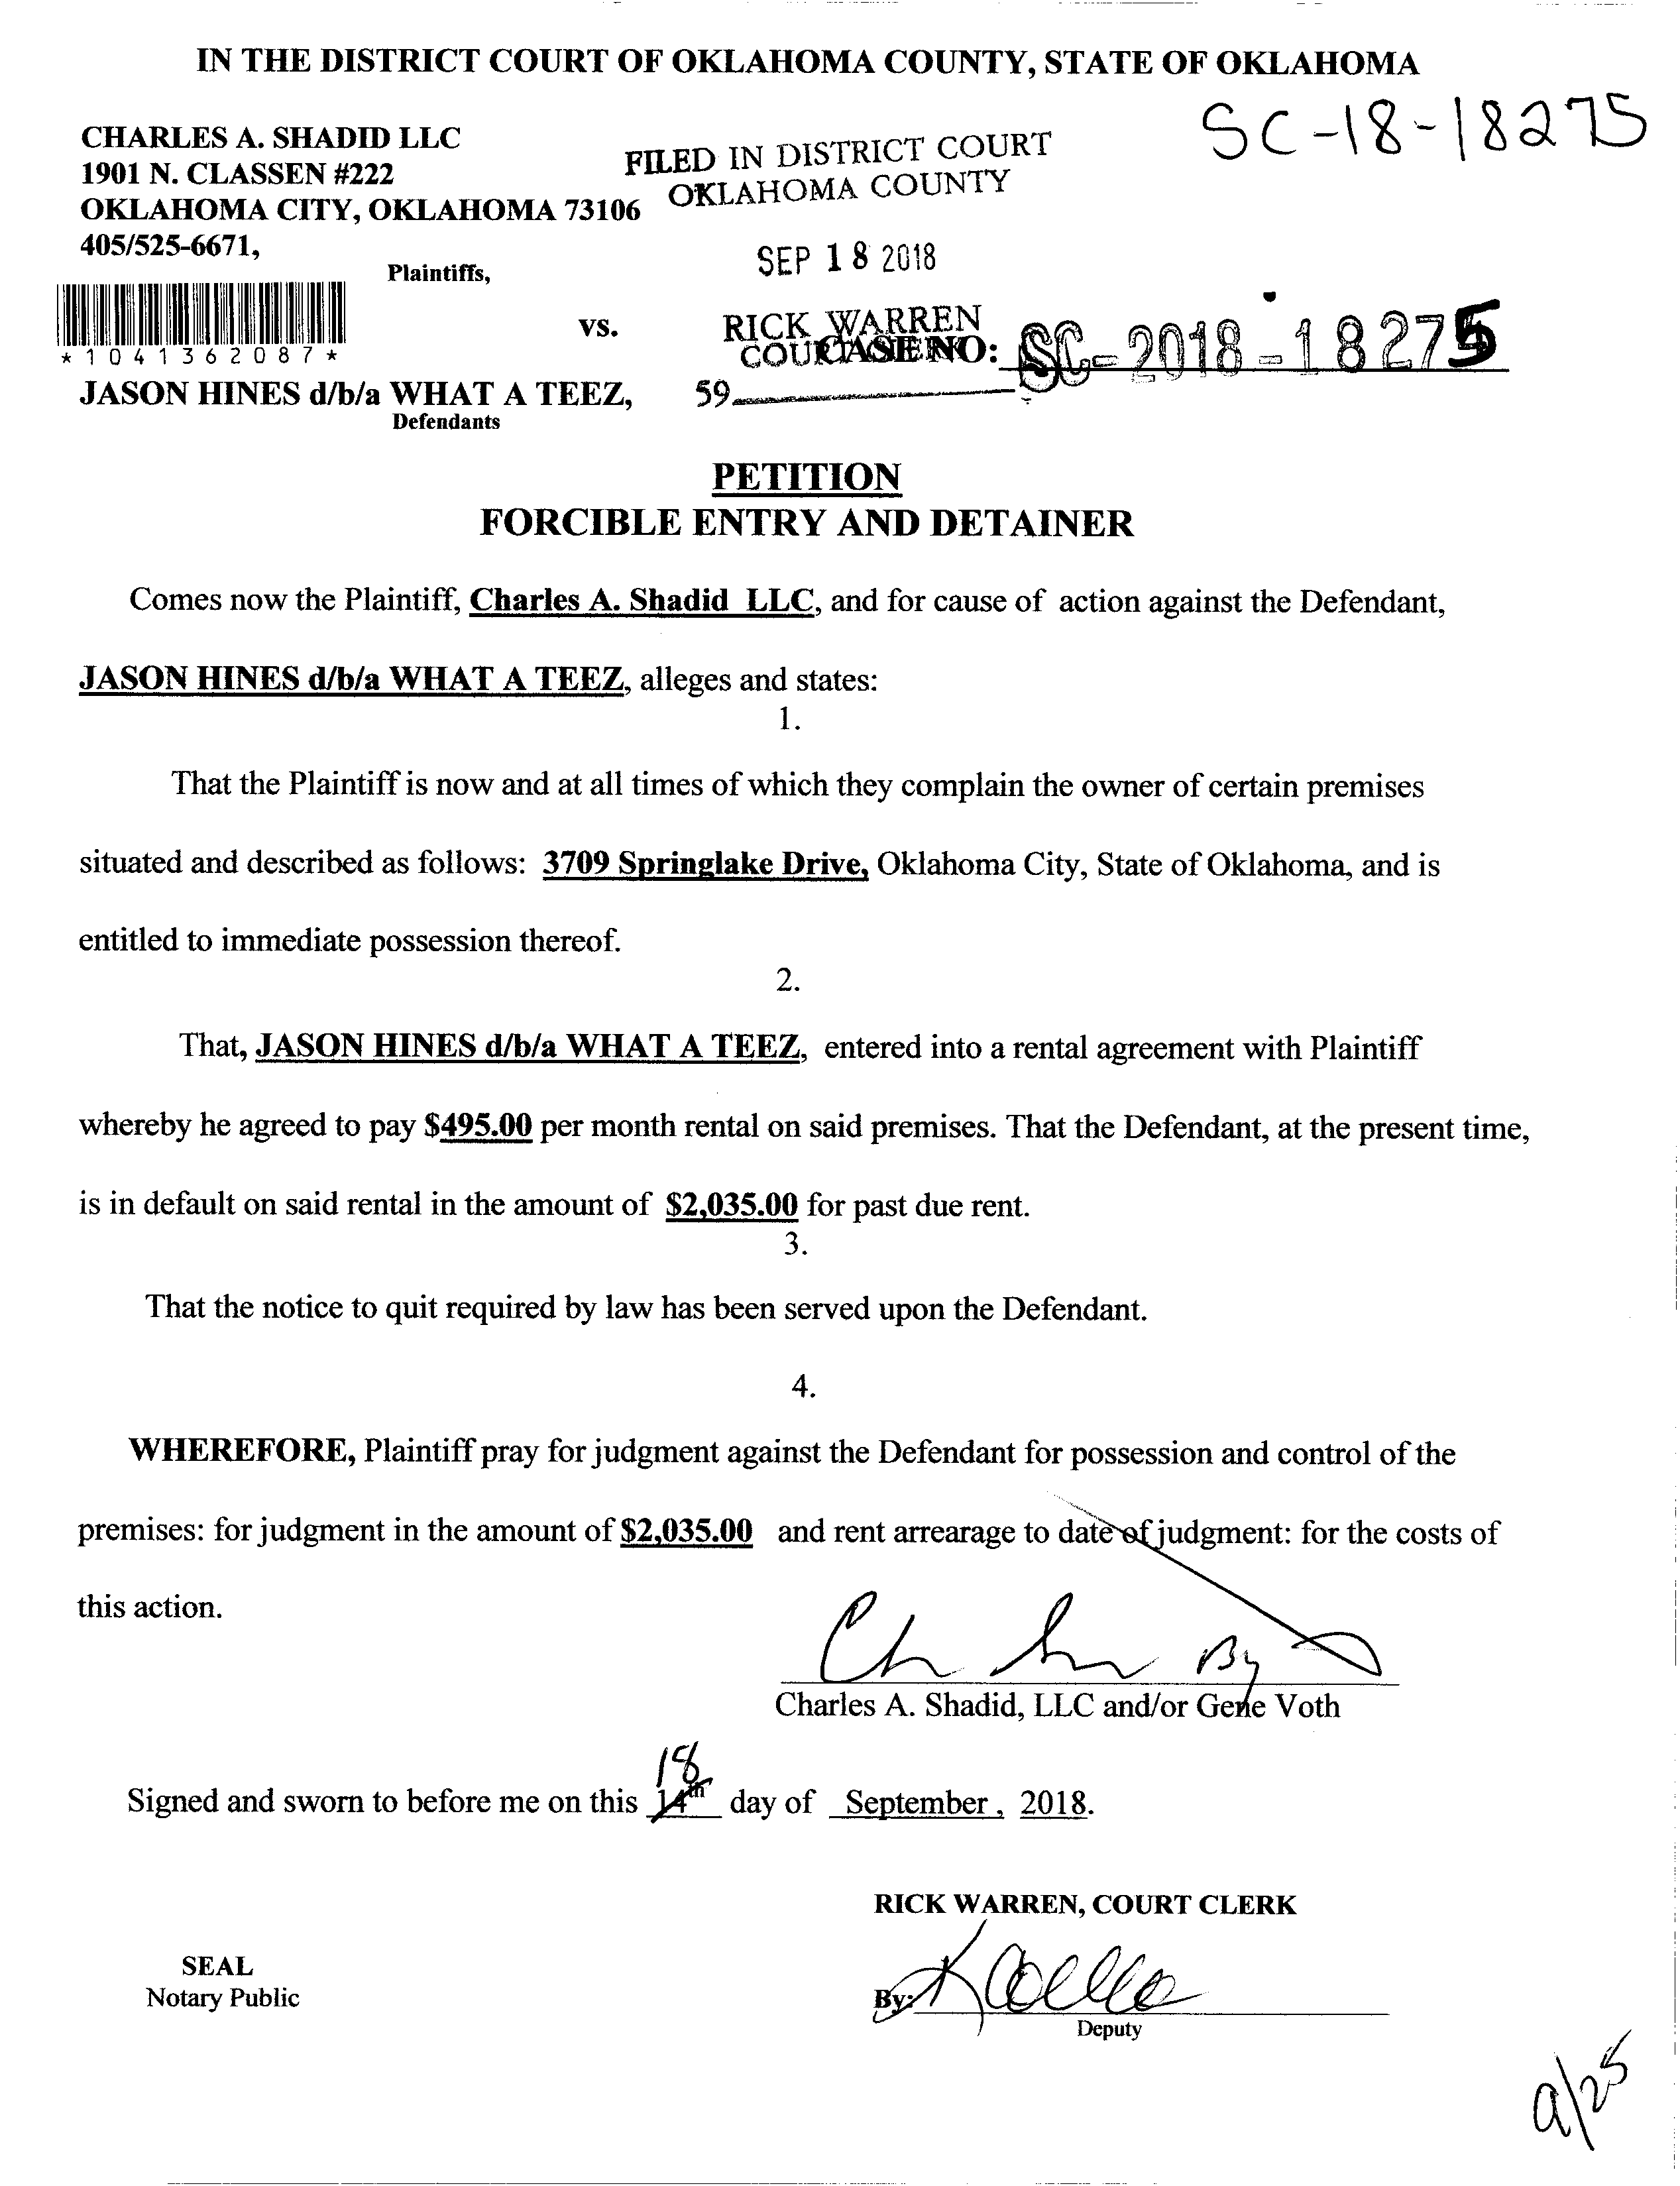 IN THE DISTRICT COURT OF OKLAHOMA COUNTY, STATE OF OKLAHOMA
SC-18-18275
CHARLES A. SHADID LLC
1901 N. CLASSEN #222
OKLAHOMA CITY, OKLAHOMA 73106
405/525-6671,
Plaintiffs,
FILED IN DISTRICT COURT
OKLAHOMA COUNTY
SEP 18 2018
*1041362087*
vs.
RICK WARREN
COURT CLERK
CASE NO: SC-2018-18275
59
JASON HINES d/b/a WHAT A TEEZ,
Defendants
PETITION
FORCIBLE ENTRY AND DETAINER
Comes now the Plaintiff, Charles A. Shadid LLC, and for cause of action against the Defendant,
JASON HINES d/b/a WHAT A TEEZ, alleges and states:
1.
That the Plaintiff is now and at all times of which they complain the owner of certain premises
situated and described as follows: 3709 Springlake Drive, Oklahoma City, State of Oklahoma, and is
entitled to immediate possession thereof.
2.
That, JASON HINES d/b/a WHAT A TEEZ, entered into a rental agreement with Plaintiff
whereby he agreed to pay $495.00 per month rental on said premises. That the Defendant, at the present time,
is in default on said rental in the amount of $2,035.00 for past due rent.
3.
That the notice to quit required by law has been served upon the Defendant.
4.
WHEREFORE, Plaintiff pray for judgment against the Defendant for possession and control of the
premises: for judgment in the amount of $2,035.00 and rent arrearage to date of judgment: for the costs of
this action.
By
Charles A. Shadid, LLC and/or Gene Voth
18
Signed and sworn to before me on this 14th day of September, 2018.
RICK WARREN, COURT CLERK
SEAL
Notary Public
By:
Deputy
9/25